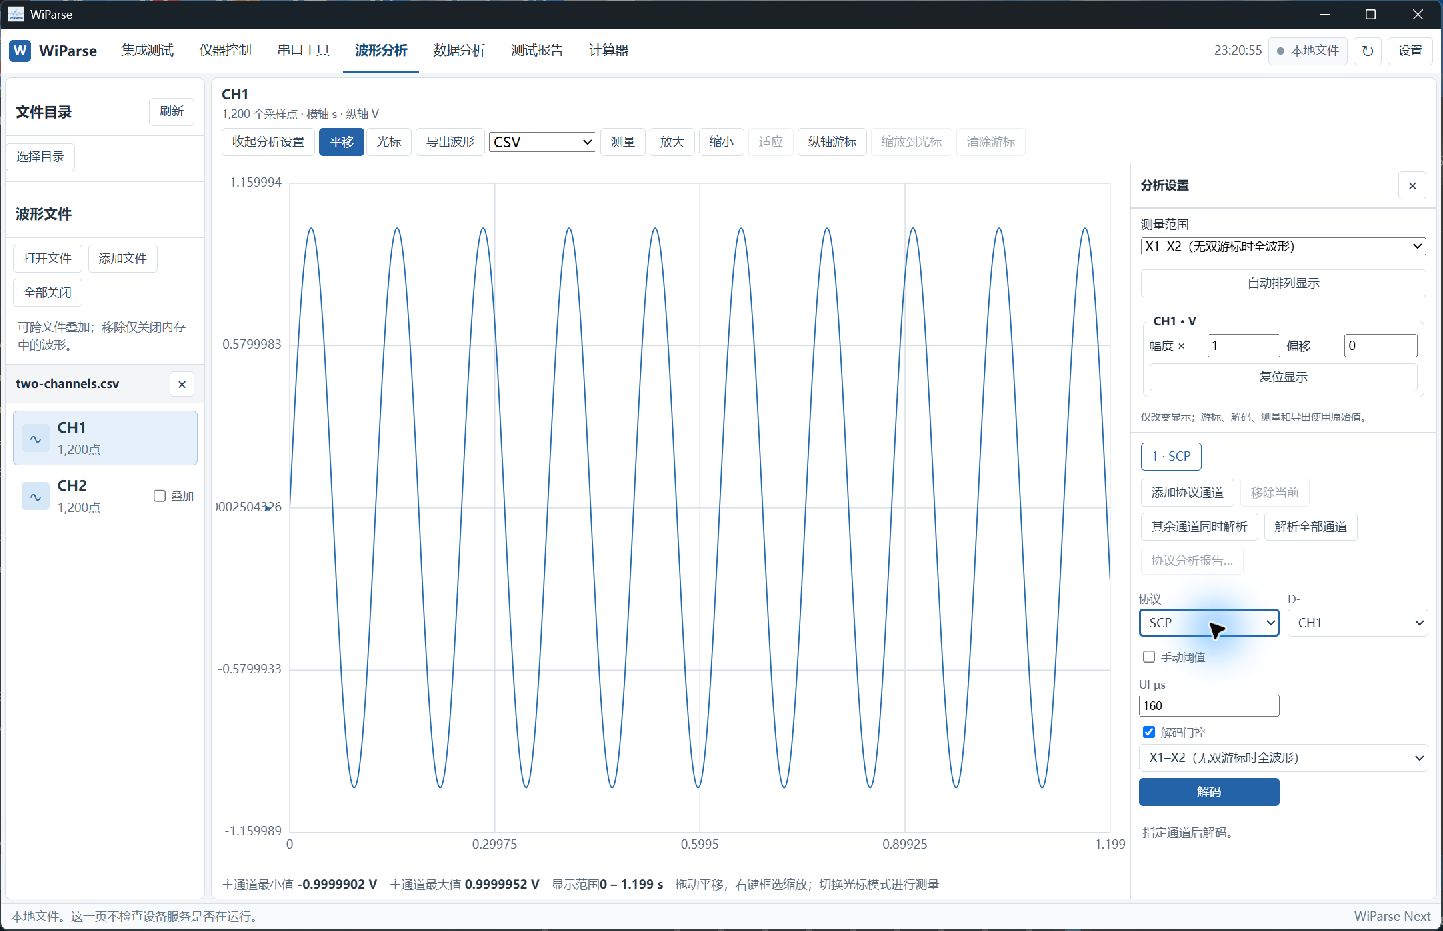 WiParse
W WiParse 集成测试 仪器控制 串口工具 波形分析 数据分析 测试报告 计算器 23:20:55 本地文件 ↻ 设置
文件目录 刷新
选择目录
波形文件
打开文件 添加文件
全部关闭
可跨文件叠加；移除仅关闭内存
中的波形。
two-channels.csv ×
CH1
1,200点
CH2
1,200点
叠加
CH1
1,200 个采样点 · 横轴 s · 纵轴 V
收起分析设置 平移 光标 导出波形 CSV 测量 放大 缩小 适应 纵轴游标 缩放到光标 清除游标
1.159994
0.5799983
-0.5799933
-1.159989
0 0.29975 0.5995 0.89925 1.199
主通道最小值 -0.9999902 V 主通道最大值 0.9999952 V 显示范围0 – 1.199 s 拖动平移，右键框选缩放；切换光标模式进行测量
分析设置 ×
测量范围
X1–X2（无双游标时全波形）
自动排列显示
CH1 • V
幅度 × 1 偏移 0
复位显示
仅改变显示；游标、解码、测量和导出使用原始值。
1 · SCP
添加协议通道 移除当前
其余通道同时解析 解析全部通道
协议分析报告...
协议 D-
SCP CH1
手动阈值
UI µs
160
解码门控
X1–X2（无双游标时全波形）
解码
指定通道后解码。
本地文件。这一页不检查设备服务是否在运行。 WiParse Next